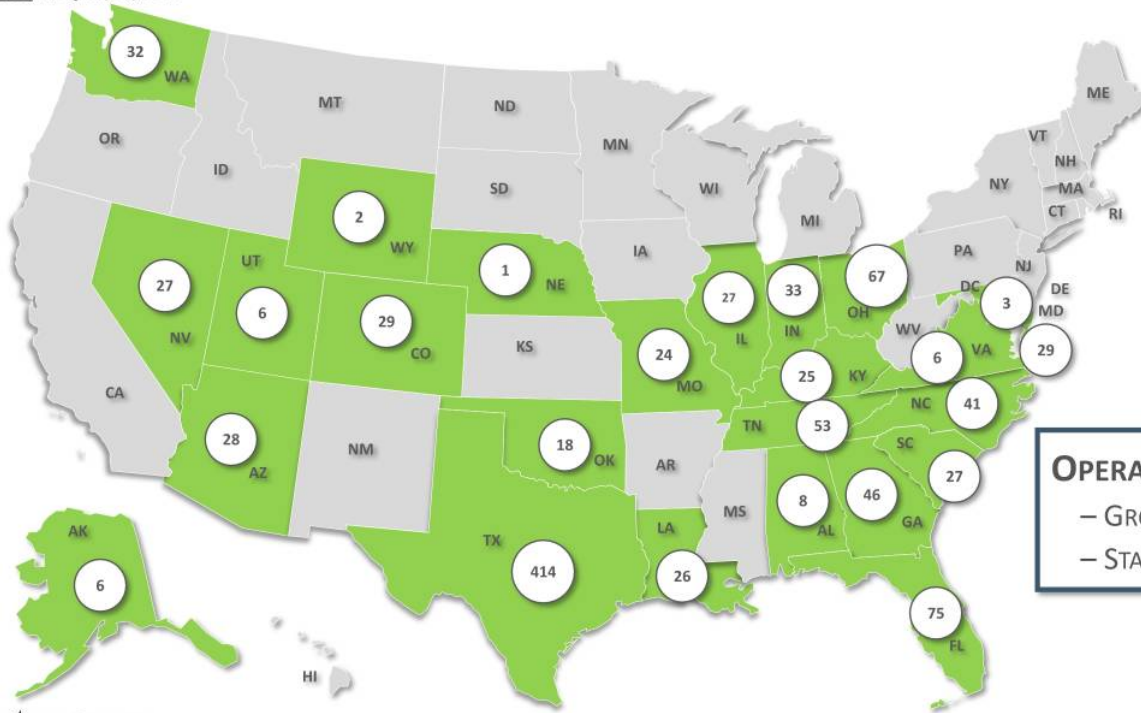 32
WA
MT
ND
MN
ME
VT
NH
OR
ID
SD
WI
MI
NY
MA
CT
RI
2
WY
IA
PA
NJ
27
NV
UT
6
29
CO
1
NE
27
IL
33
IN
67
OH
DC
3
DE
MD
WV
6
VA
29
KS
24
MO
25
KY
CA
28
AZ
NM
18
OK
AR
TN
53
NC
41
SC
27
MS
8
AL
46
GA
OPERA
– GRO
– STA
AK
6
TX
414
LA
26
75
FL
HI